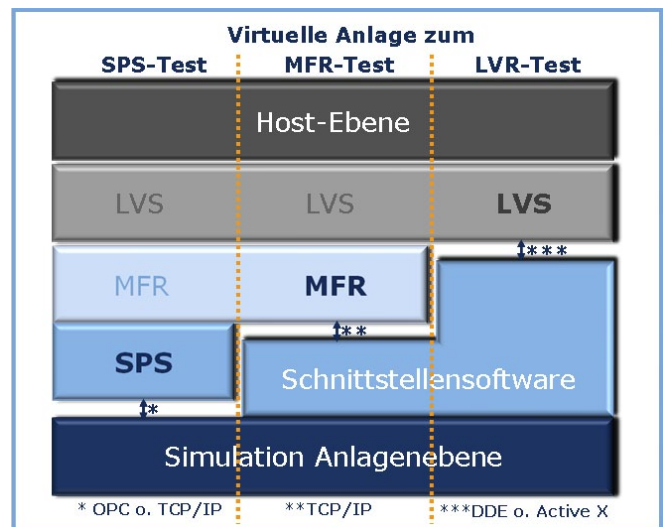 Virtuelle Anlage zum
SPS-Test MFR-Test LVR-Test
Host-Ebene
LVS LVS LVS
***
MFR MFR
**
SPS
Schnittstellensoftware
*
Simulation Anlagenebene
* OPC o. TCP/IP **TCP/IP ***DDE o. Active X